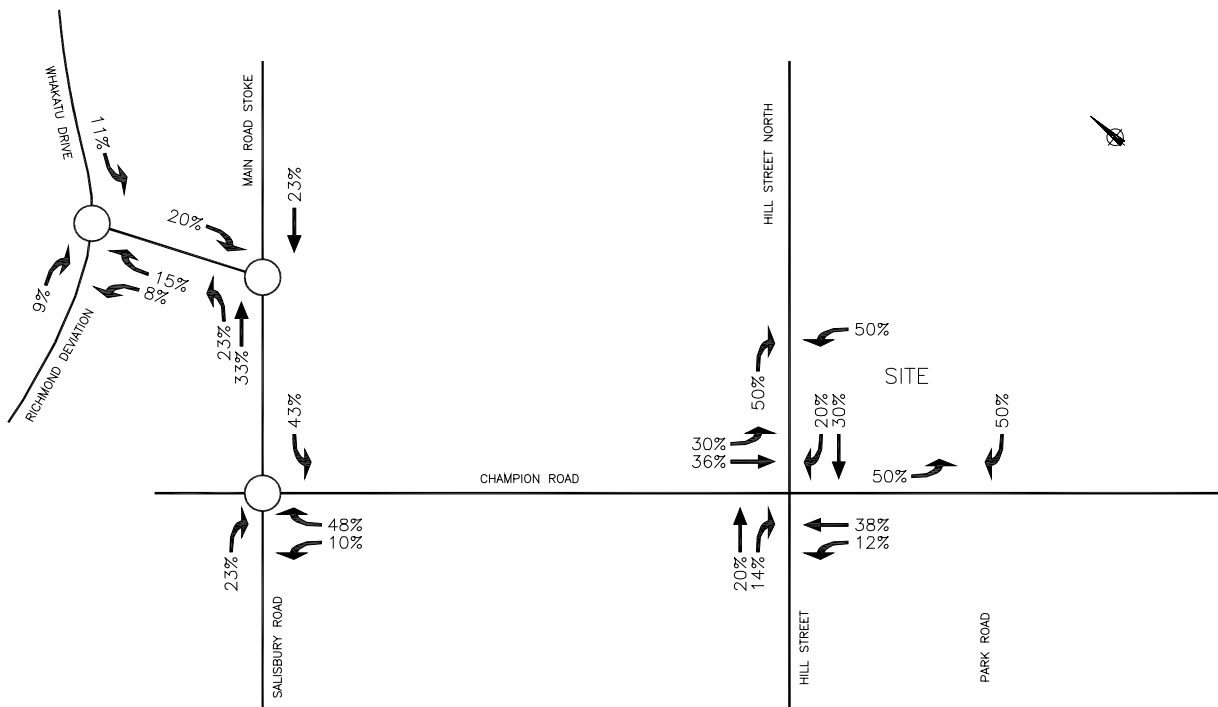 WHAKATU DRIVE
11%
MAIN ROAD STOKE
23%
HILL STREET NORTH
20%
15%
8%
9%
RICHMOND DEVIATION
23%
33%
50%
SITE
50%
43%
30%
36%
20%
30%
50%
50%
CHAMPION ROAD
48%
10%
23%
38%
12%
20%
14%
SALISBURY ROAD
HILL STREET
PARK ROAD